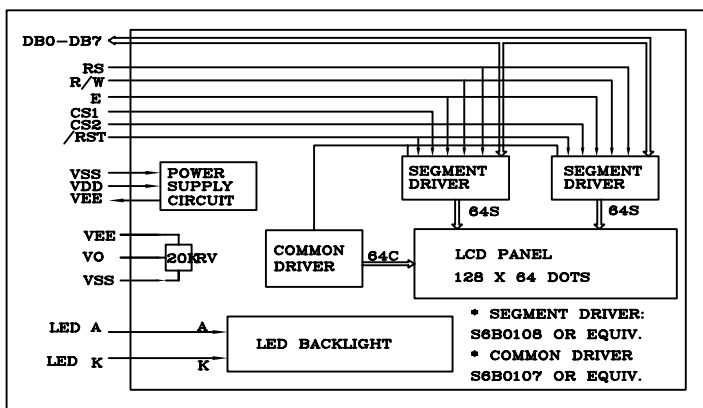 DB0-DB7
RS
R/W
E
CS1
CS2
/RST
SEGMENT
DRIVER
SEGMENT
DRIVER
VSS
VDD
VEE
POWER
SUPPLY
CIRCUIT
64S
64S
VEE
VO
VSS
20KRV
COMMON
DRIVER
64C
LCD PANEL
128 X 64 DOTS
* SEGMENT DRIVER:
S6B0108 OR EQUIV.
* COMMON DRIVER
S6B0107 OR EQUIV.
LED A
A
LED K
K
LED BACKLIGHT